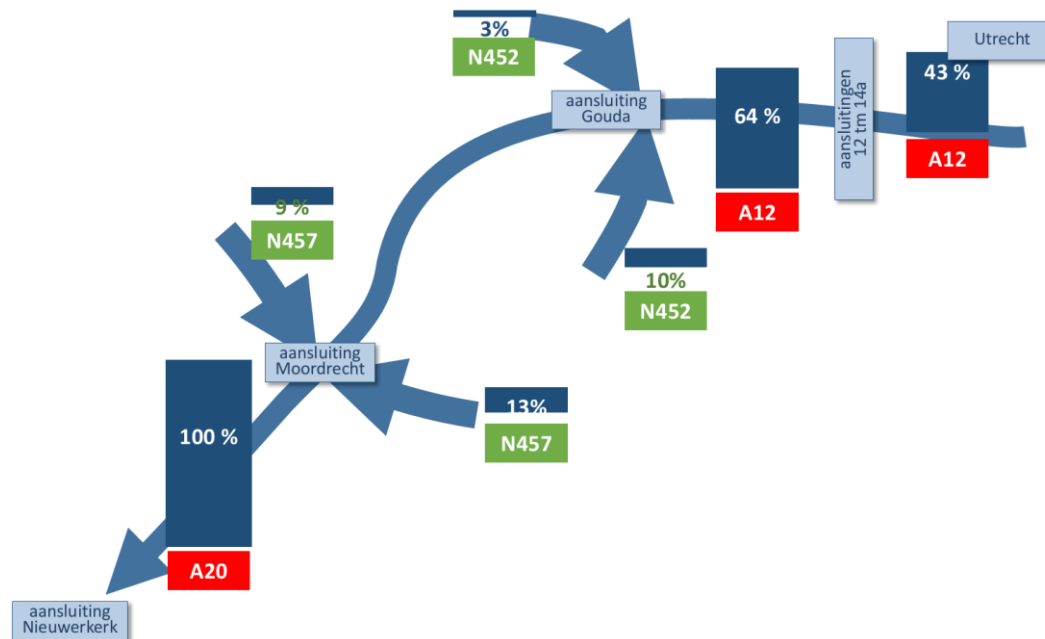 3%
N452
Utrecht
43 %
A12
aansluitingen
12 tm 14a
aansluiting
Gouda
64 %
A12
9 %
N457
10%
N452
aansluiting
Moordrecht
13%
N457
100 %
A20
aansluiting
Nieuwerkerk